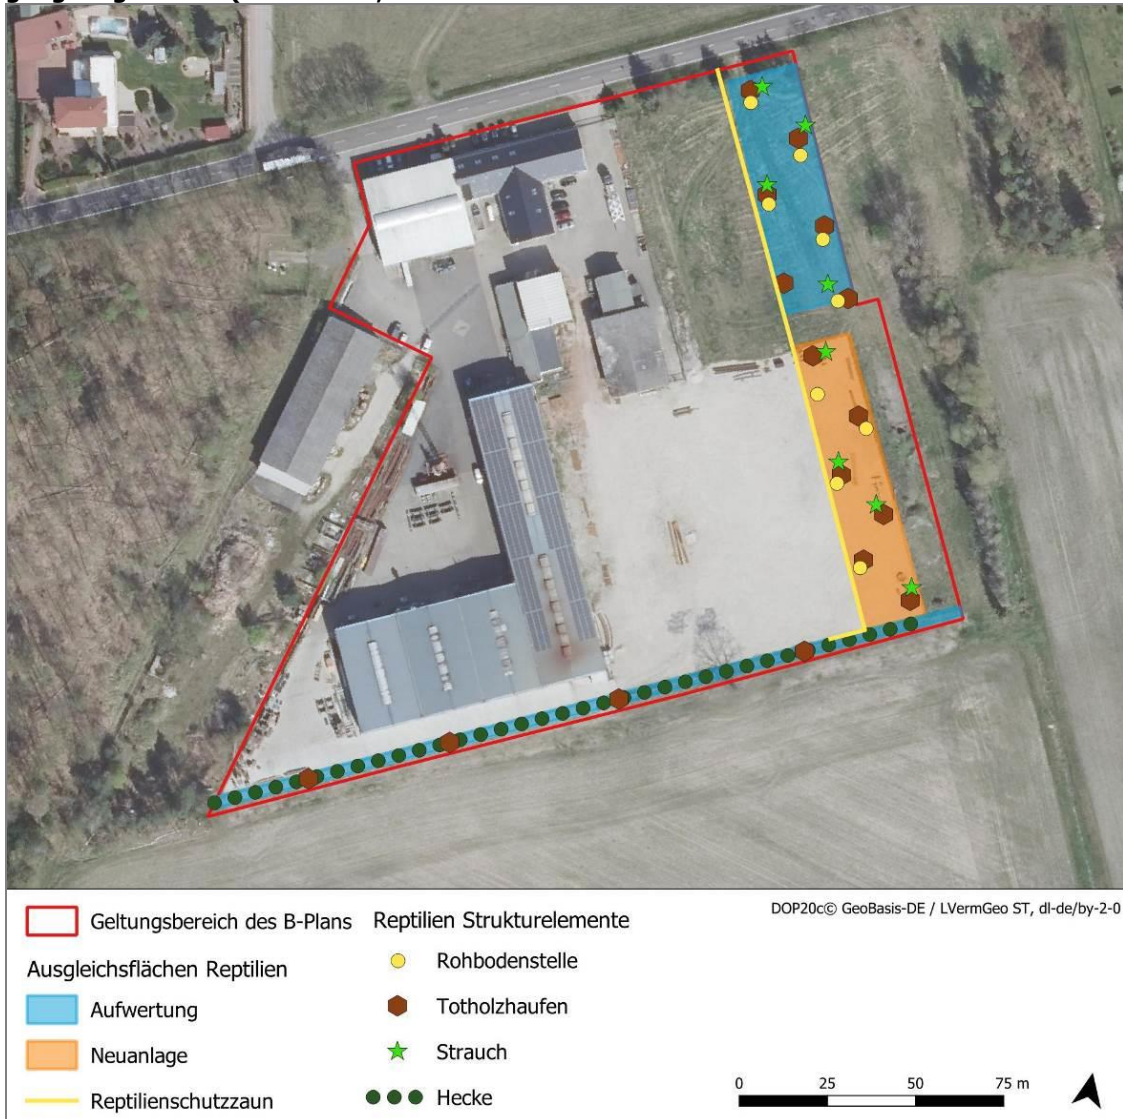 DOP20c© GeoBasis-DE / LVermGeo ST, dl-de/by-2-0
Geltungsbereich des B-Plans
Ausgleichsflächen Reptilien
Aufwertung
Neuanlage
Reptilienschutzzaun
Reptilien Strukturelemente
Rohbodenstelle
Totholzhaufen
Strauch
Hecke
0 25 50 75 m